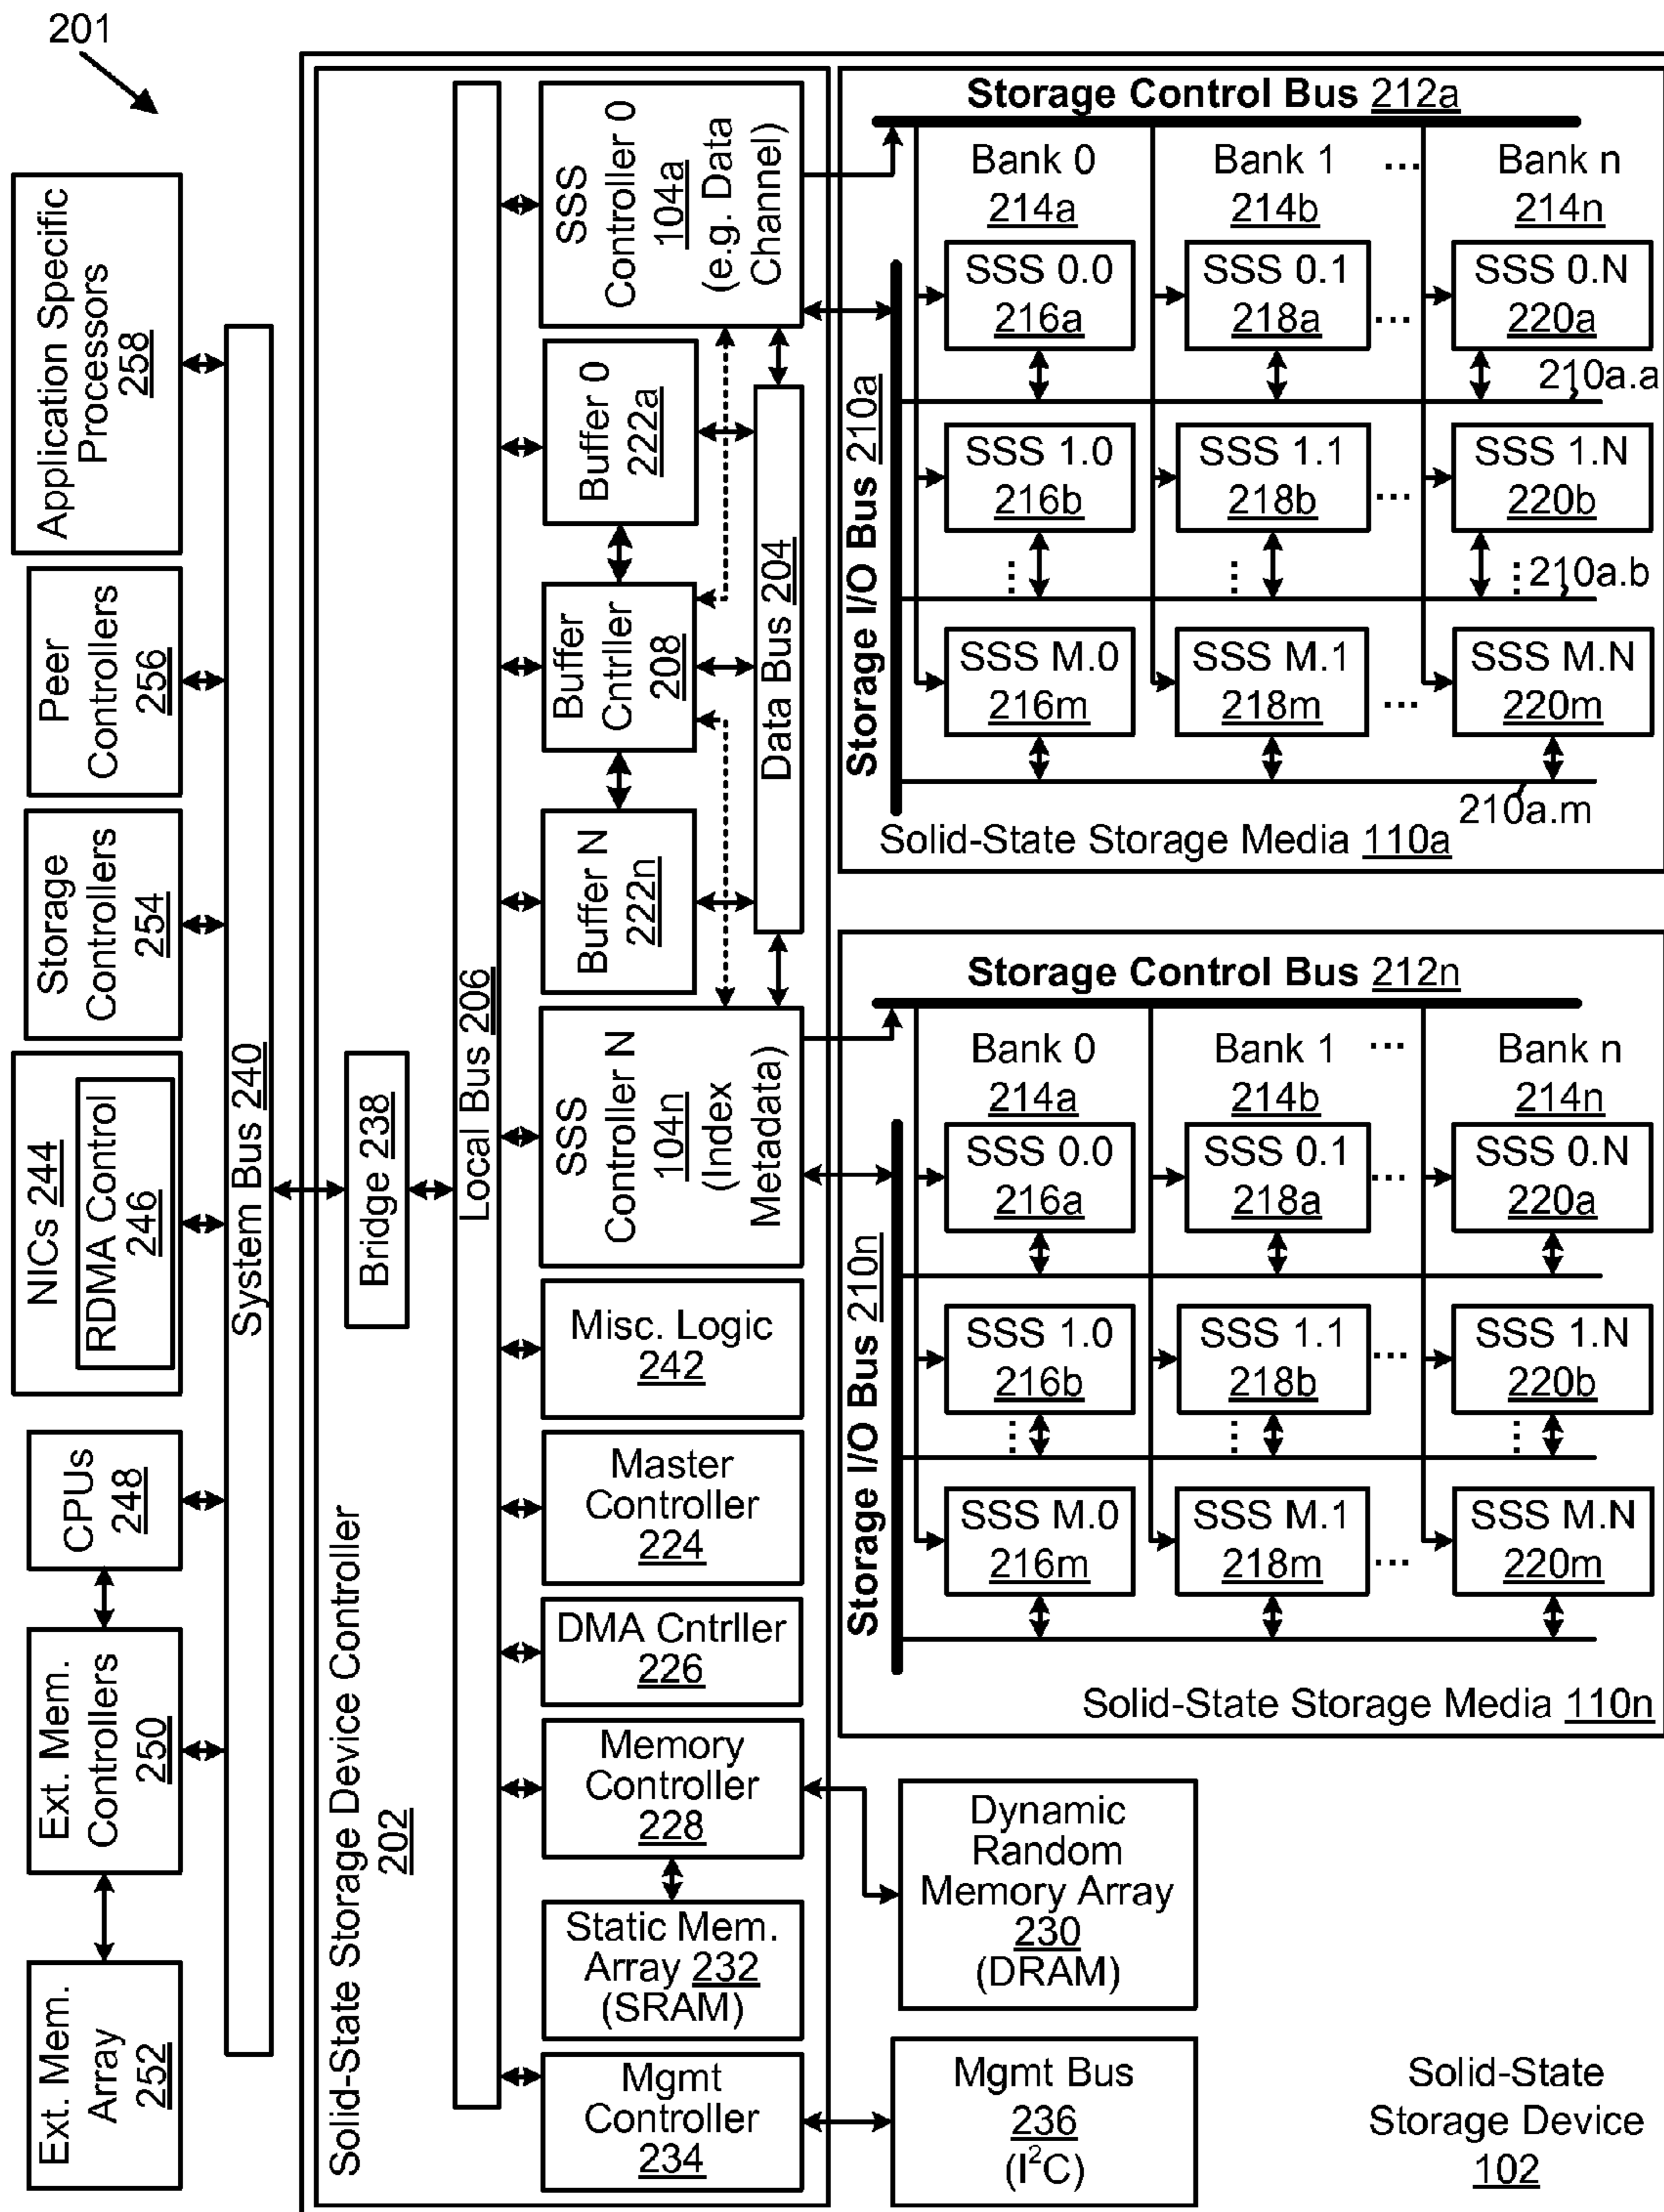 201
Application Specific
Processors
258
Peer
Controllers
256
Storage
Controllers
254
NICs 244
RDMA Control
246
CPUs
248
Ext. Mem.
Controllers
250
Ext. Mem.
Array
252
System Bus 240
Bridge 238
Solid-State Storage Device Controller
202
Local Bus 206
SSS
Controller 0
104a
(e.g. Data
Channel)
Buffer 0
222a
Buffer
Cntrller
208
Buffer N
222n
Data Bus 204
SSS
Controller N
104n
(Index
Metadata)
Misc. Logic
242
Master
Controller
224
DMA Cntrller
226
Memory
Controller
228
Static Mem.
Array 232
(SRAM)
Mgmt
Controller
234
Storage Control Bus 212a
Bank 0
214a
Bank 1
214b
...
Bank n
214n
Storage I/O Bus 210a
SSS 0.0
216a
SSS 0.1
218a
...
SSS 0.N
220a
210a.a
SSS 1.0
216b
SSS 1.1
218b
...
SSS 1.N
220b
210a.b
SSS M.0
216m
SSS M.1
218m
...
SSS M.N
220m
210a.m
Solid-State Storage Media 110a
Storage Control Bus 212n
Bank 0
214a
Bank 1
214b
...
Bank n
214n
Storage I/O Bus 210n
SSS 0.0
216a
SSS 0.1
218a
...
SSS 0.N
220a
SSS 1.0
216b
SSS 1.1
218b
...
SSS 1.N
220b
SSS M.0
216m
SSS M.1
218m
...
SSS M.N
220m
Solid-State Storage Media 110n
Dynamic
Random
Memory Array
230
(DRAM)
Mgmt Bus
236
(I²C)
Solid-State
Storage Device
102